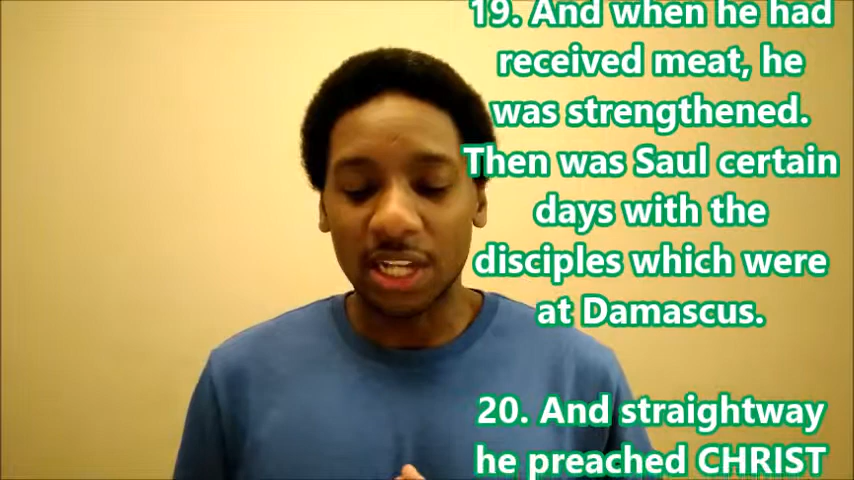 19. And when he had
received meat, he
was strengthened.
Then was Saul certain
days with the
disciples which were
at Damascus.
20. And straightway
he preached CHRIST